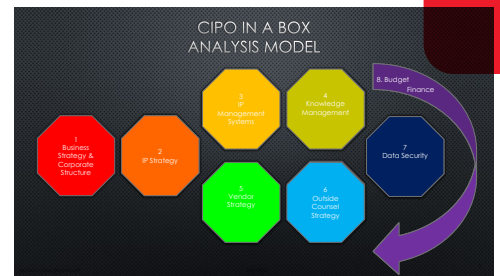 CIPO IN A BOX
ANALYSIS MODEL
1
Business
Strategy &
Corporate
Structure
2
IP Strategy
3
IP
Management
Systems
4
Knowledge
Management
5
Vendor
Strategy
6
Outside
Counsel
Strategy
7
Data Security
8. Budget
Finance